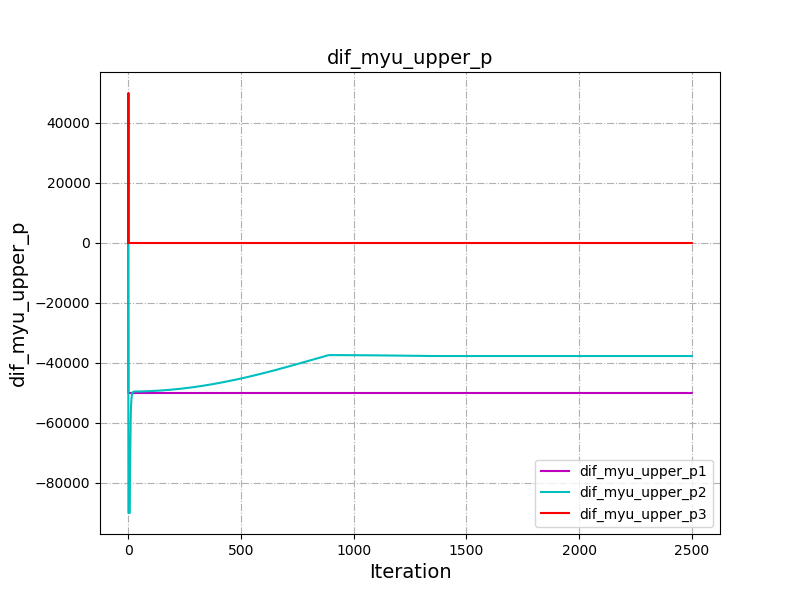 dif_myu_upper_p
dif_myu_upper_p
40000
20000
0
−20000
−40000
−60000
−80000
0
500
1000
1500
2000
2500
Iteration
dif_myu_upper_p1
dif_myu_upper_p2
dif_myu_upper_p3